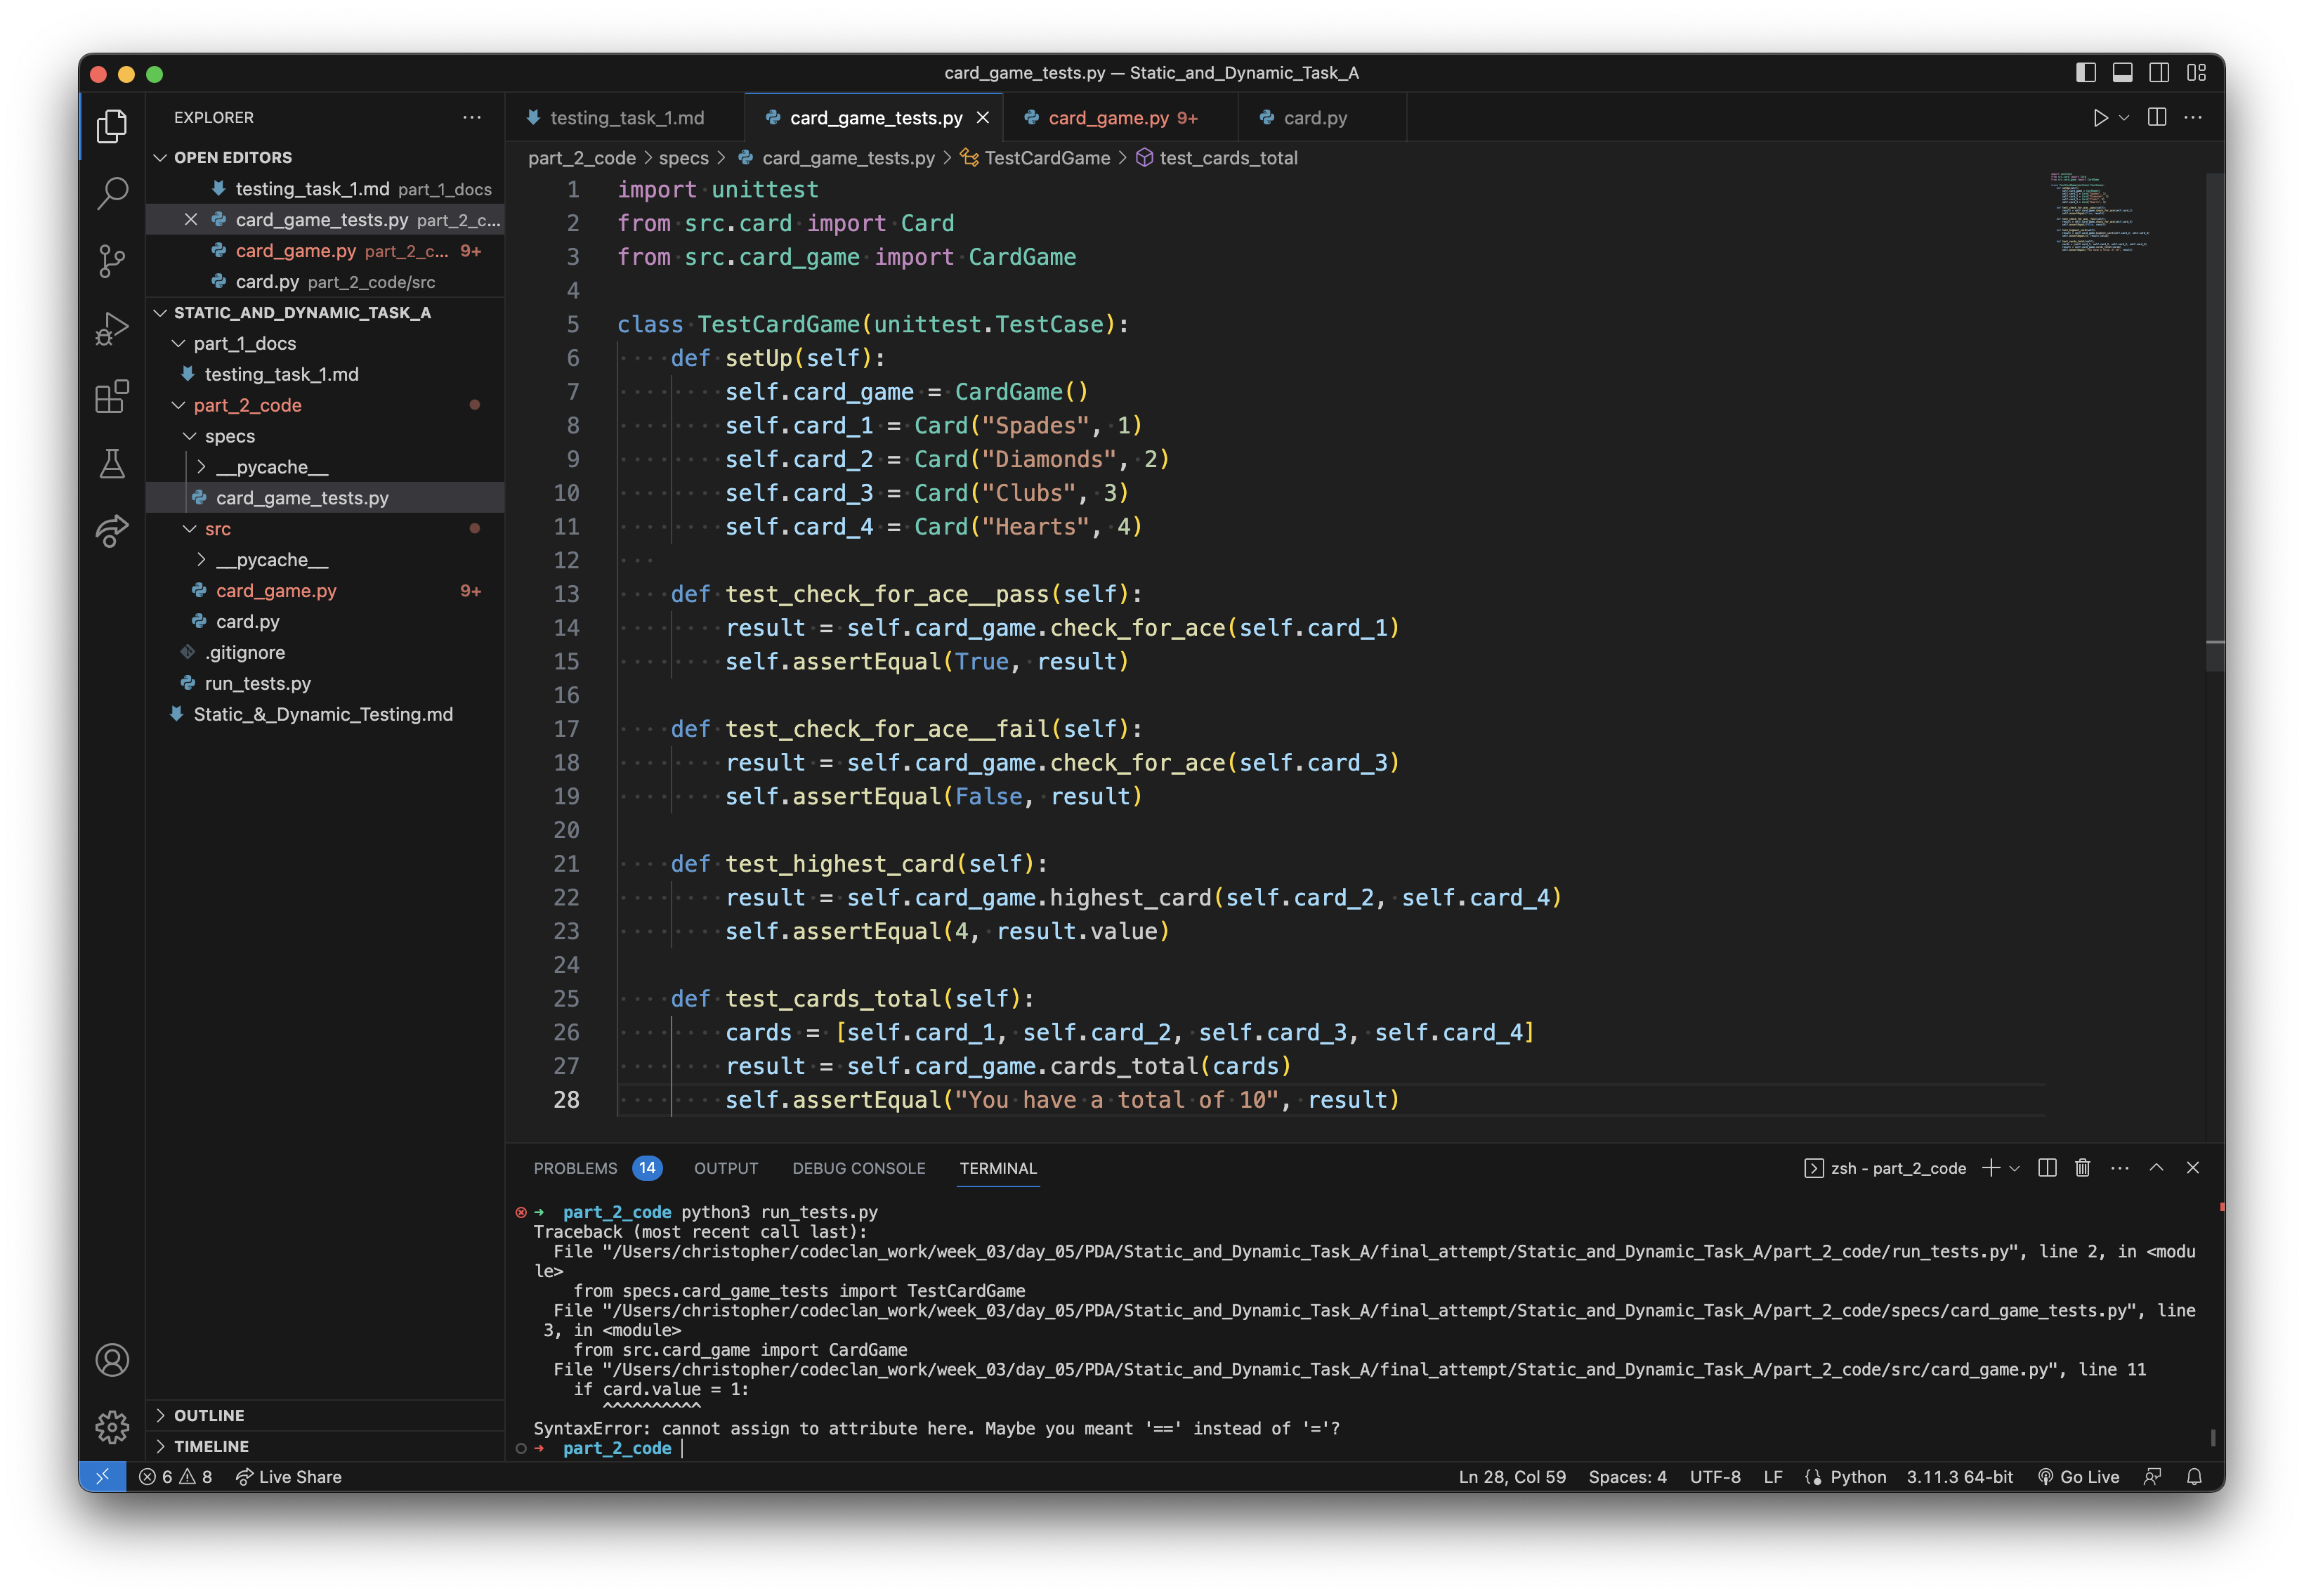 card_game_tests.py — Static_and_Dynamic_Task_A
EXPLORER
OPEN EDITORS
testing_task_1.md part_1_docs
card_game_tests.py part_2_c...
card_game.py part_2_c... 9+
card.py part_2_code/src
STATIC_AND_DYNAMIC_TASK_A
part_1_docs
testing_task_1.md
part_2_code
specs
__pycache__
card_game_tests.py
src
__pycache__
card_game.py 9+
card.py
.gitignore
run_tests.py
Static_&_Dynamic_Testing.md
OUTLINE
TIMELINE
testing_task_1.md card_game_tests.py card_game.py 9+ card.py
part_2_code > specs > card_game_tests.py > TestCardGame > test_cards_total
1 import unittest
2 from src.card import Card
3 from src.card_game import CardGame
4
5 class TestCardGame(unittest.TestCase):
6     def setUp(self):
7         self.card_game = CardGame()
8         self.card_1 = Card("Spades", 1)
9         self.card_2 = Card("Diamonds", 2)
10         self.card_3 = Card("Clubs", 3)
11         self.card_4 = Card("Hearts", 4)
12
13     def test_check_for_ace__pass(self):
14         result = self.card_game.check_for_ace(self.card_1)
15         self.assertEqual(True, result)
16
17     def test_check_for_ace__fail(self):
18         result = self.card_game.check_for_ace(self.card_3)
19         self.assertEqual(False, result)
20
21     def test_highest_card(self):
22         result = self.card_game.highest_card(self.card_2, self.card_4)
23         self.assertEqual(4, result.value)
24
25     def test_cards_total(self):
26         cards = [self.card_1, self.card_2, self.card_3, self.card_4]
27         result = self.card_game.cards_total(cards)
28         self.assertEqual("You have a total of 10", result)
PROBLEMS 14 OUTPUT DEBUG CONSOLE TERMINAL zsh - part_2_code
part_2_code python3 run_tests.py
Traceback (most recent call last):
  File "/Users/christopher/codeclan_work/week_03/day_05/PDA/Static_and_Dynamic_Task_A/final_attempt/Static_and_Dynamic_Task_A/part_2_code/run_tests.py", line 2, in <modu
le>
    from specs.card_game_tests import TestCardGame
  File "/Users/christopher/codeclan_work/week_03/day_05/PDA/Static_and_Dynamic_Task_A/final_attempt/Static_and_Dynamic_Task_A/part_2_code/specs/card_game_tests.py", line
 3, in <module>
    from src.card_game import CardGame
  File "/Users/christopher/codeclan_work/week_03/day_05/PDA/Static_and_Dynamic_Task_A/final_attempt/Static_and_Dynamic_Task_A/part_2_code/src/card_game.py", line 11
    if card.value = 1:
       ^^^^^^^^^^
SyntaxError: cannot assign to attribute here. Maybe you meant '==' instead of '='?
part_2_code
6 8 Live Share Ln 28, Col 59 Spaces: 4 UTF-8 LF Python 3.11.3 64-bit Go Live